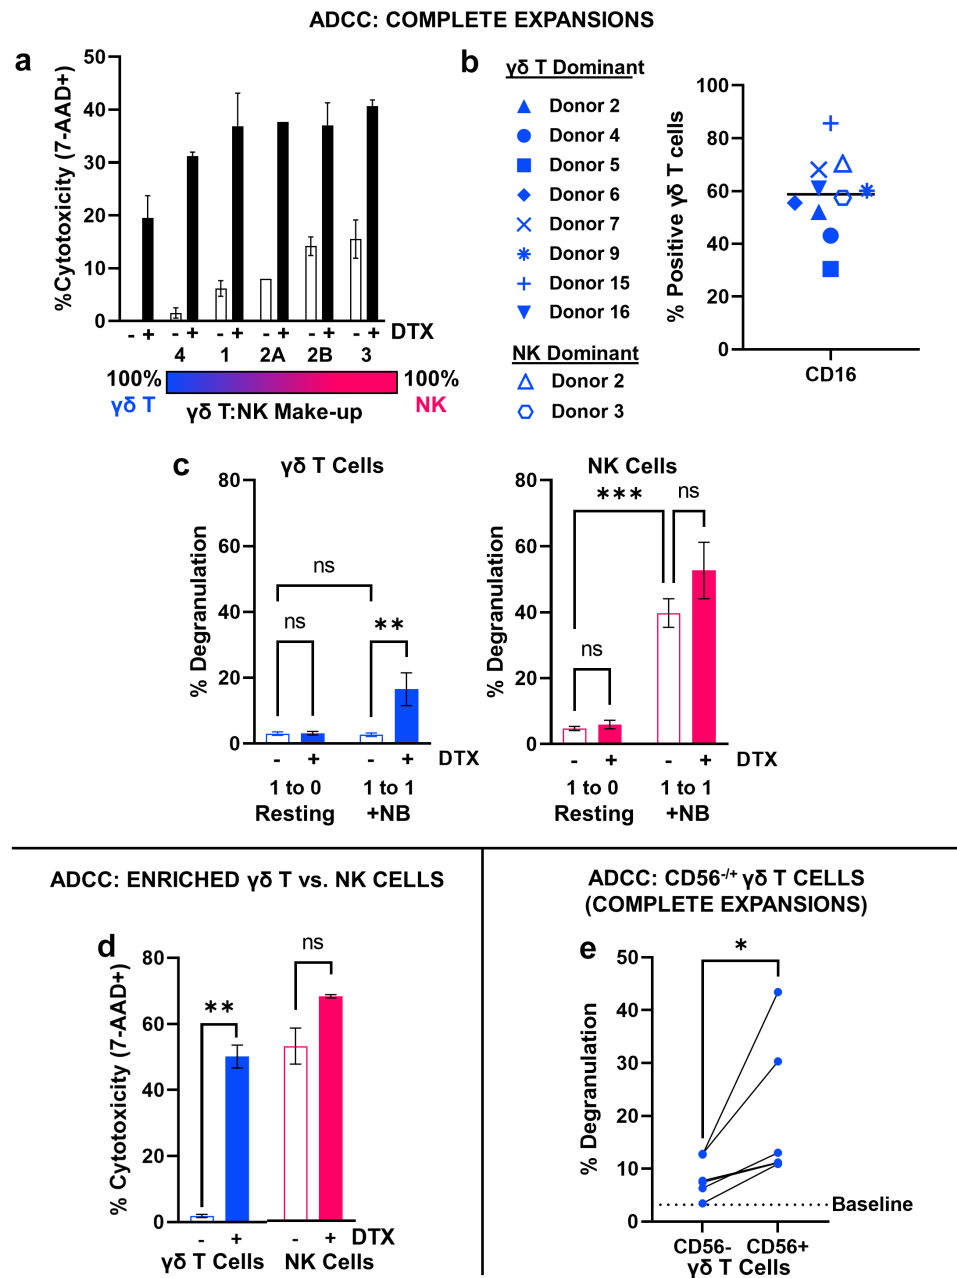 ADCC: COMPLETE EXPANSIONS
a
%Cytotoxicity (7-AAD+)
50
40
30
20
10
0
- + - + - + - + - + - + DTX
4 1 2A 2B 3
100% 100%
γδ T NK
γδ T:NK Make-up
b
γδ T Dominant
Donor 2
Donor 4
Donor 5
Donor 6
Donor 7
Donor 9
Donor 15
Donor 16
NK Dominant
Donor 2
Donor 3
% Positive γδ T cells
100
80
60
40
20
0
CD16
c
γδ T Cells
% Degranulation
80
60
40
20
0
ns
ns
**
- + - + DTX
1 to 0 1 to 1
Resting +NB
NK Cells
% Degranulation
80
60
40
20
0
***
ns
ns
- + - + DTX
1 to 0 1 to 1
Resting +NB
ADCC: ENRICHED γδ T vs. NK CELLS
d
% Cytotoxicity (7-AAD+)
80
60
40
20
0
**
ns
- + - + DTX
γδ T Cells NK Cells
ADCC: CD56-/+ γδ T CELLS
(COMPLETE EXPANSIONS)
e
% Degranulation
50
40
30
20
10
0
*
Baseline
CD56- CD56+
γδ T Cells